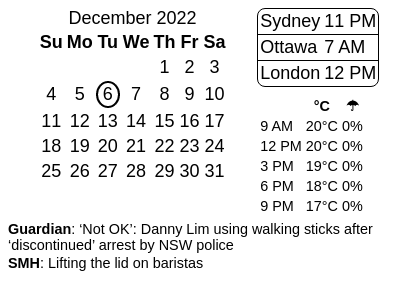 December 2022
Su Mo Tu We Th Fr Sa
1 2 3
4 5 6 7 8 9 10
11 12 13 14 15 16 17
18 19 20 21 22 23 24
25 26 27 28 29 30 31
Sydney 11 PM
Ottawa 7 AM
London 12 PM
°C ☂
9 AM 20°C 0%
12 PM 20°C 0%
3 PM 19°C 0%
6 PM 18°C 0%
9 PM 17°C 0%
Guardian: ‘Not OK’: Danny Lim using walking sticks after
‘discontinued’ arrest by NSW police
SMH: Lifting the lid on baristas